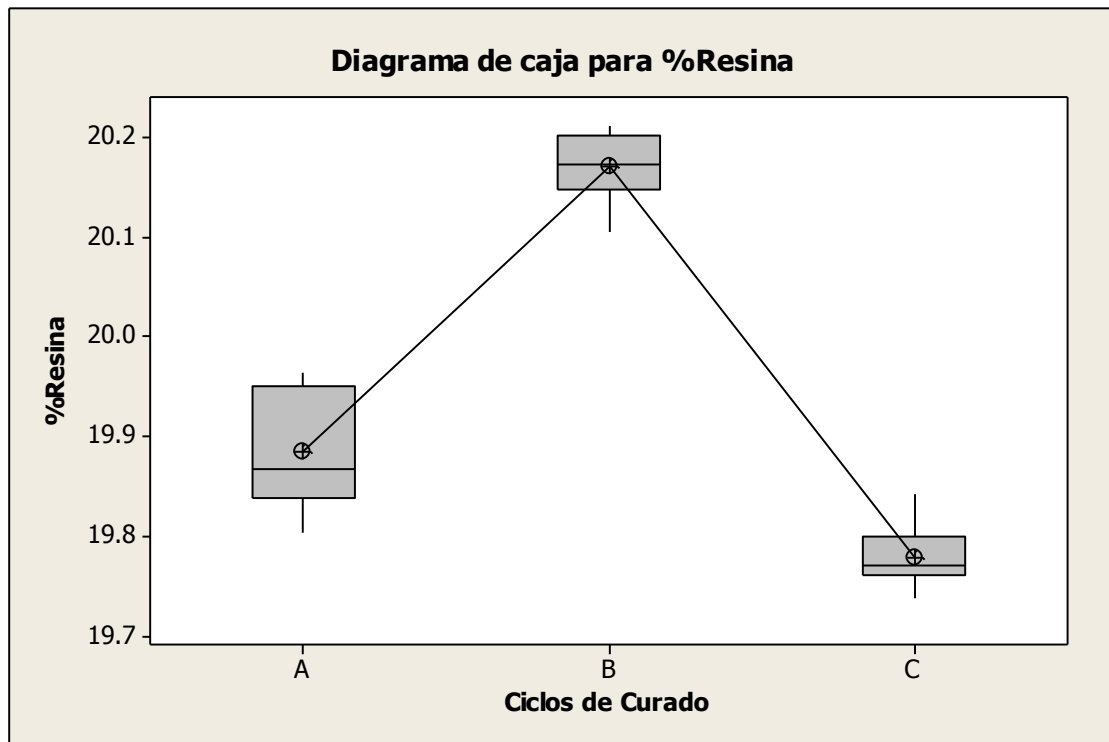 Diagrama de caja para %Resina
20.2
20.1
20.0
19.9
19.8
19.7
%Resina
A B C
Ciclos de Curado